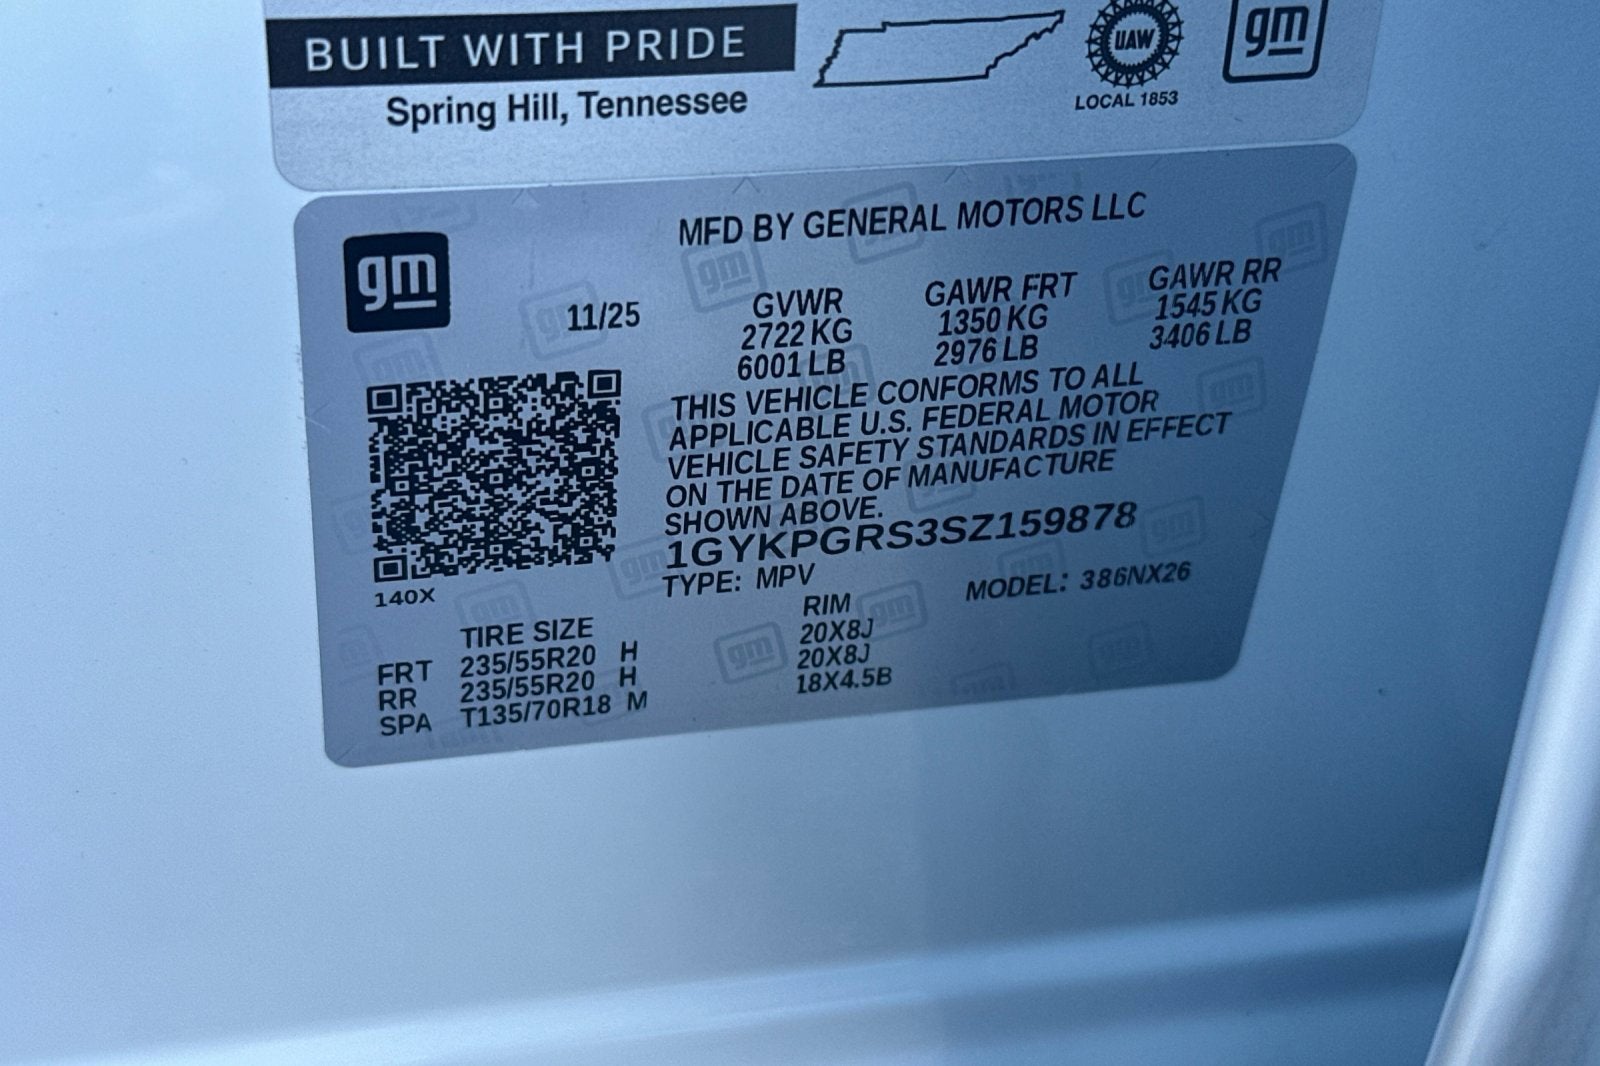 BUILT WITH PRIDE
Spring Hill, Tennessee
UAW
LOCAL 1853
gm
MFD BY GENERAL MOTORS LLC
gm
11/25
GVWR GAWR FRT GAWR RR
2722 KG 1350 KG 1545 KG
6001 LB 2976 LB 3406 LB
THIS VEHICLE CONFORMS TO ALL
APPLICABLE U.S. FEDERAL MOTOR
VEHICLE SAFETY STANDARDS IN EFFECT
ON THE DATE OF MANUFACTURE
SHOWN ABOVE.
1GYKPGRS3SZ159878
TYPE: MPV MODEL: 386NX26
140X
TIRE SIZE RIM
FRT 235/55R20 H 20X8J
RR 235/55R20 H 20X8J
SPA T135/70R18 M 18X4.5B